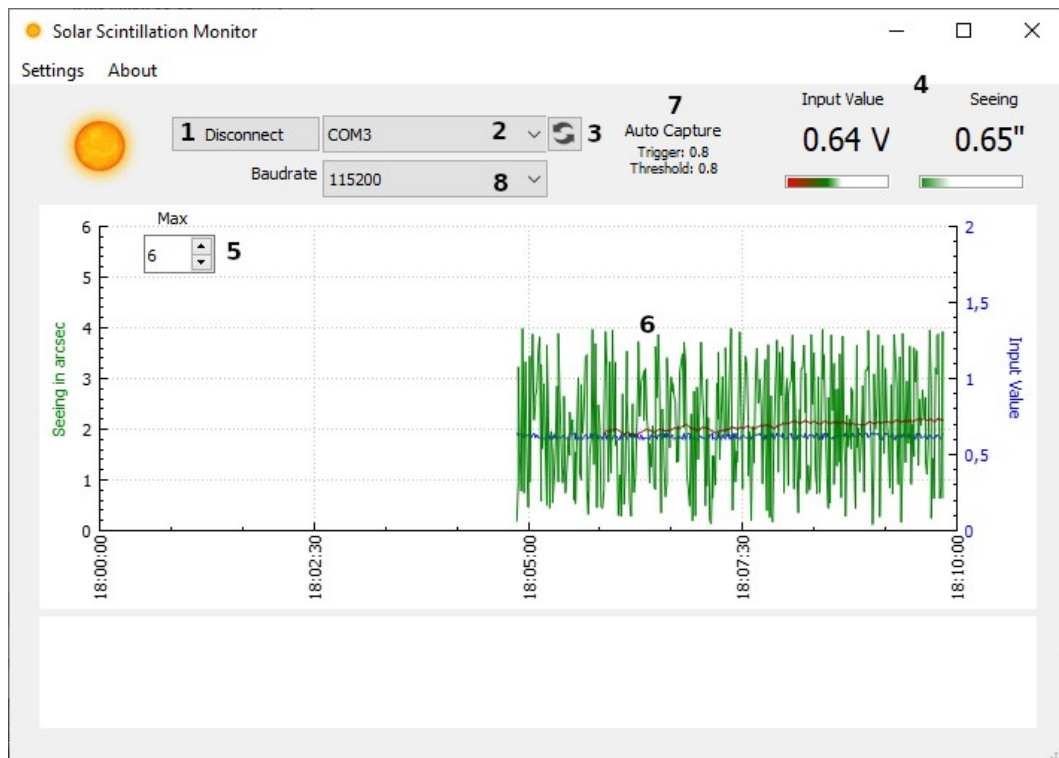 Solar Scintillation Monitor
Settings About
4
7 Input Value Seeing
1 Disconnect COM3 2 3 Auto Capture 0.64 V 0.65"
Trigger: 0.8
Baudrate 115200 8 Threshold: 0.8
Max
6 6 5 2
5
1,5
4 6
Seeing in arcsec 3 1 Input Value
2
0,5
1
0 0
18:00:00 18:02:30 18:05:00 18:07:30 18:10:00